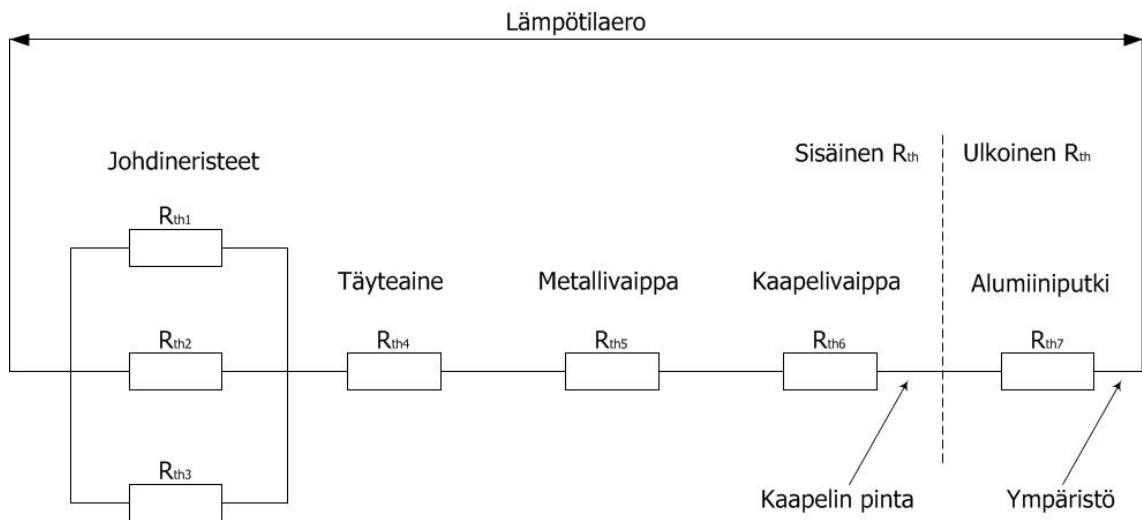 Lämpötilaero
Johdineristeet
Sisäinen Rth
Ulkoinen Rth
Rth1
Täyteaine
Metallivaippa
Kaapelivaippa
Alumiiniputki
Rth2
Rth4
Rth5
Rth6
Rth7
Rth3
Kaapelin pinta
Ympäristö